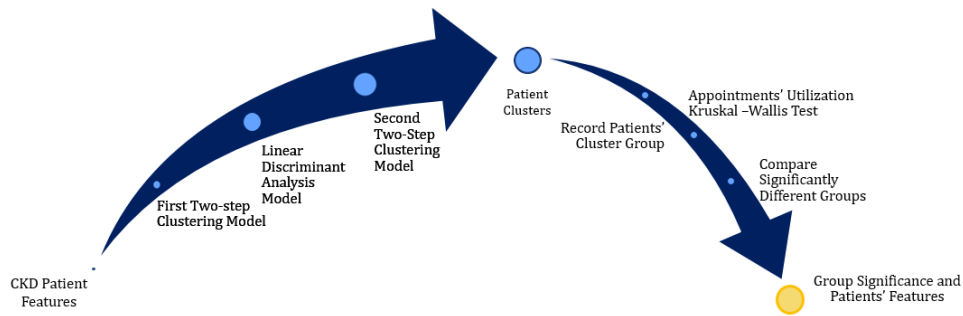 CKD Patient
Features
First Two-step
Clustering Model
Linear
Discriminant
Analysis
Model
Second
Two-Step
Clustering
Model
Patient
Clusters
Record Patients’
Cluster Group
Appointments’ Utilization
Kruskal –Wallis Test
Compare
Significantly
Different Groups
Group Significance and
Patients’ Features